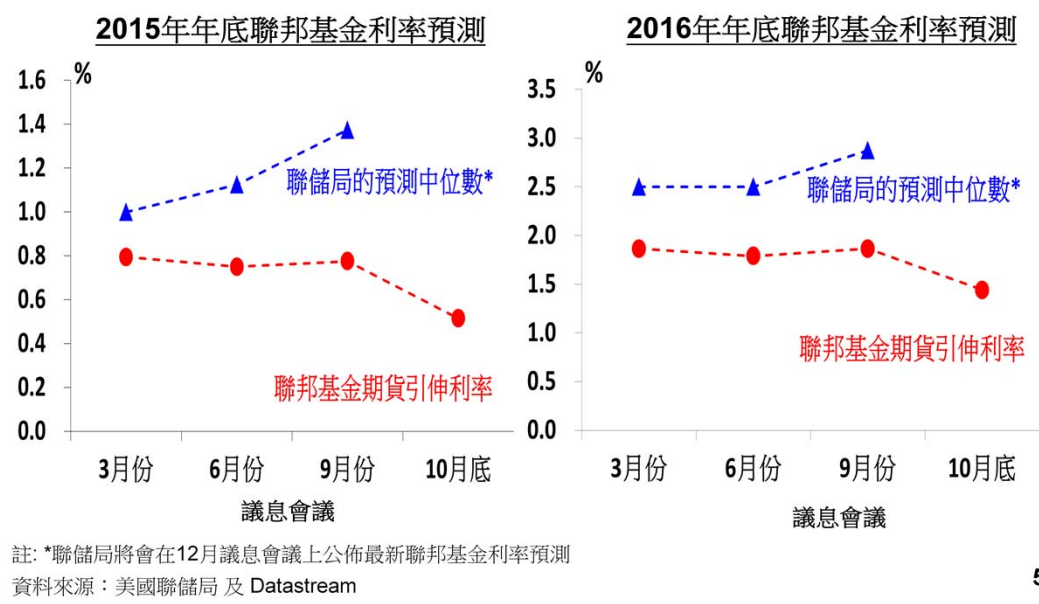 2015年年底聯邦基金利率預測
%
1.6
1.4
1.2
1.0
0.8
0.6
0.4
0.2
0.0
聯儲局的預測中位數*
聯邦基金期貨引伸利率
3月份 6月份 9月份 10月底
議息會議
2016年年底聯邦基金利率預測
%
3.5
3.0
2.5
2.0
1.5
1.0
0.5
0.0
聯儲局的預測中位數*
聯邦基金期貨引伸利率
3月份 6月份 9月份 10月底
議息會議
註: *聯儲局將會在12月議息會議上公佈最新聯邦基金利率預測
資料來源：美國聯儲局 及 Datastream
5